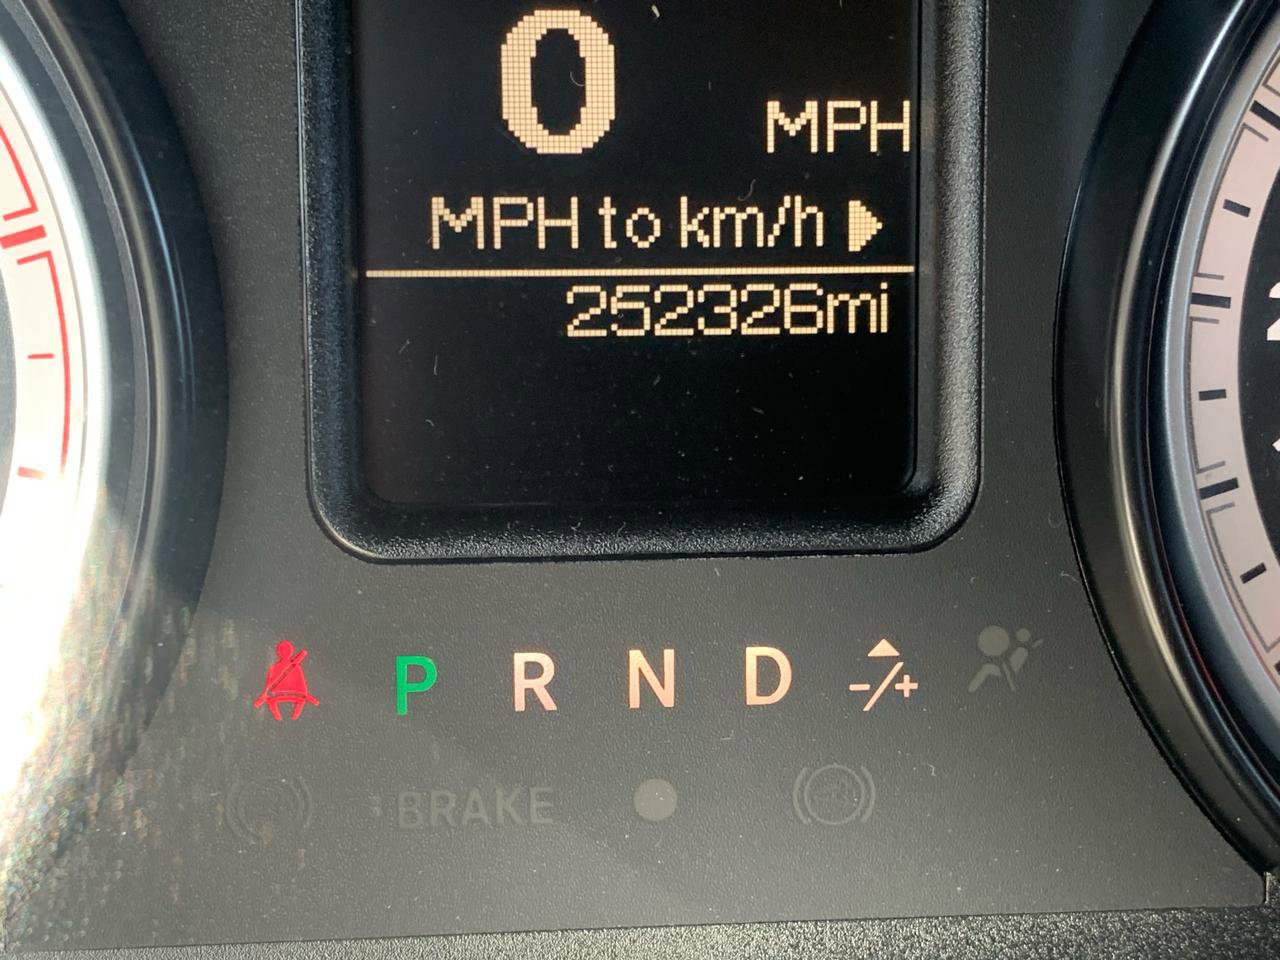 0
MPH
MPH to km/h
252326mi
P R N D -/+
BRAKE